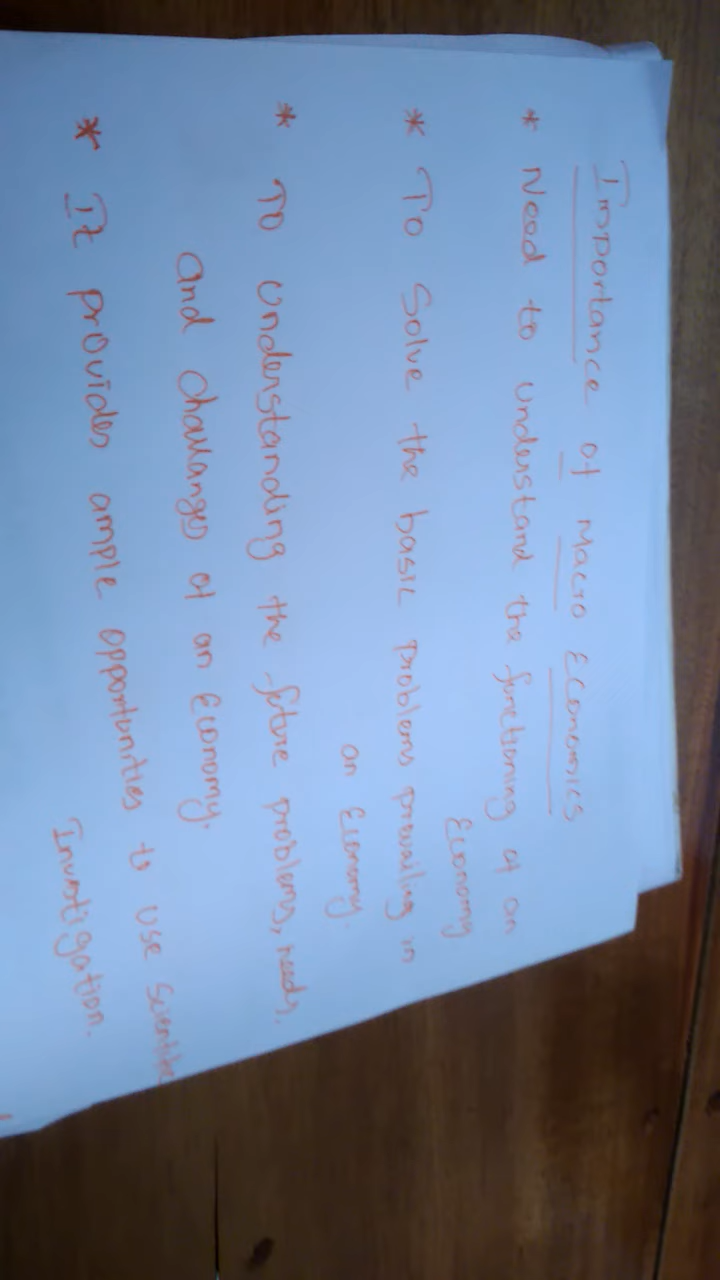 Importance of Macro Economics
* Need to understand the functioning of an
Economy
* To Solve the basic problems prevailing in
an Economy.
* To understanding the future problems, needs,
and challanges of an Economy.
* It provides ample opportunities to use Scientific
Investigation.